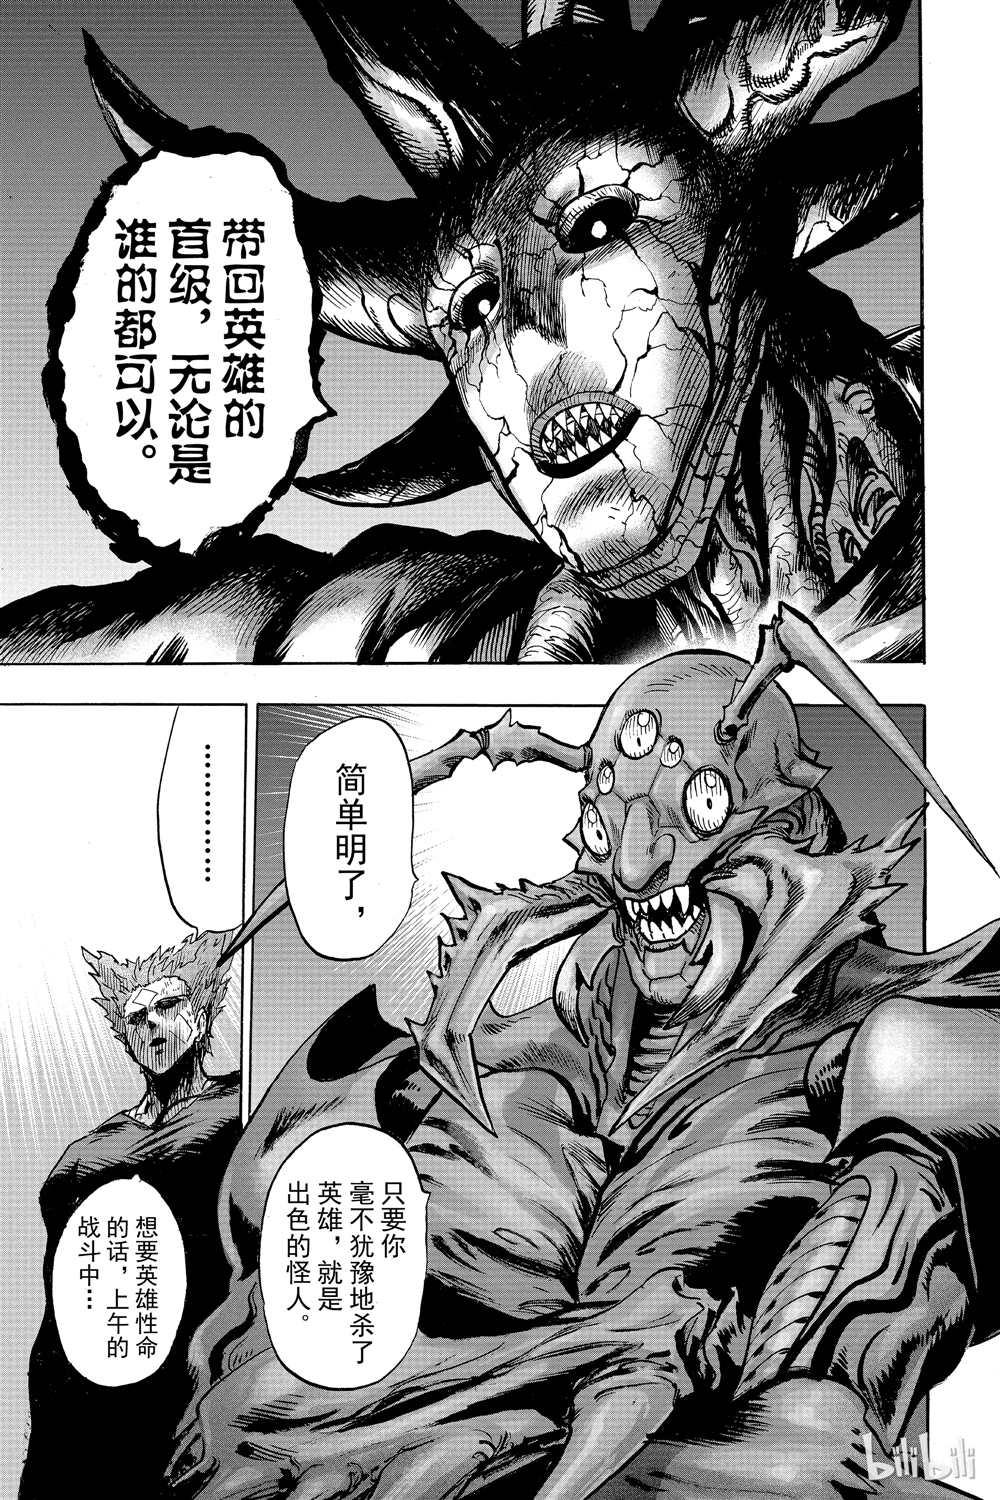 带回英雄的
首级，无论是
谁的都可以。
简单明了，
只要你
毫不犹豫地杀了
英雄，就是
出色的怪人。
…………
想要英雄性命
的话，上午的
战斗中…
bilibili